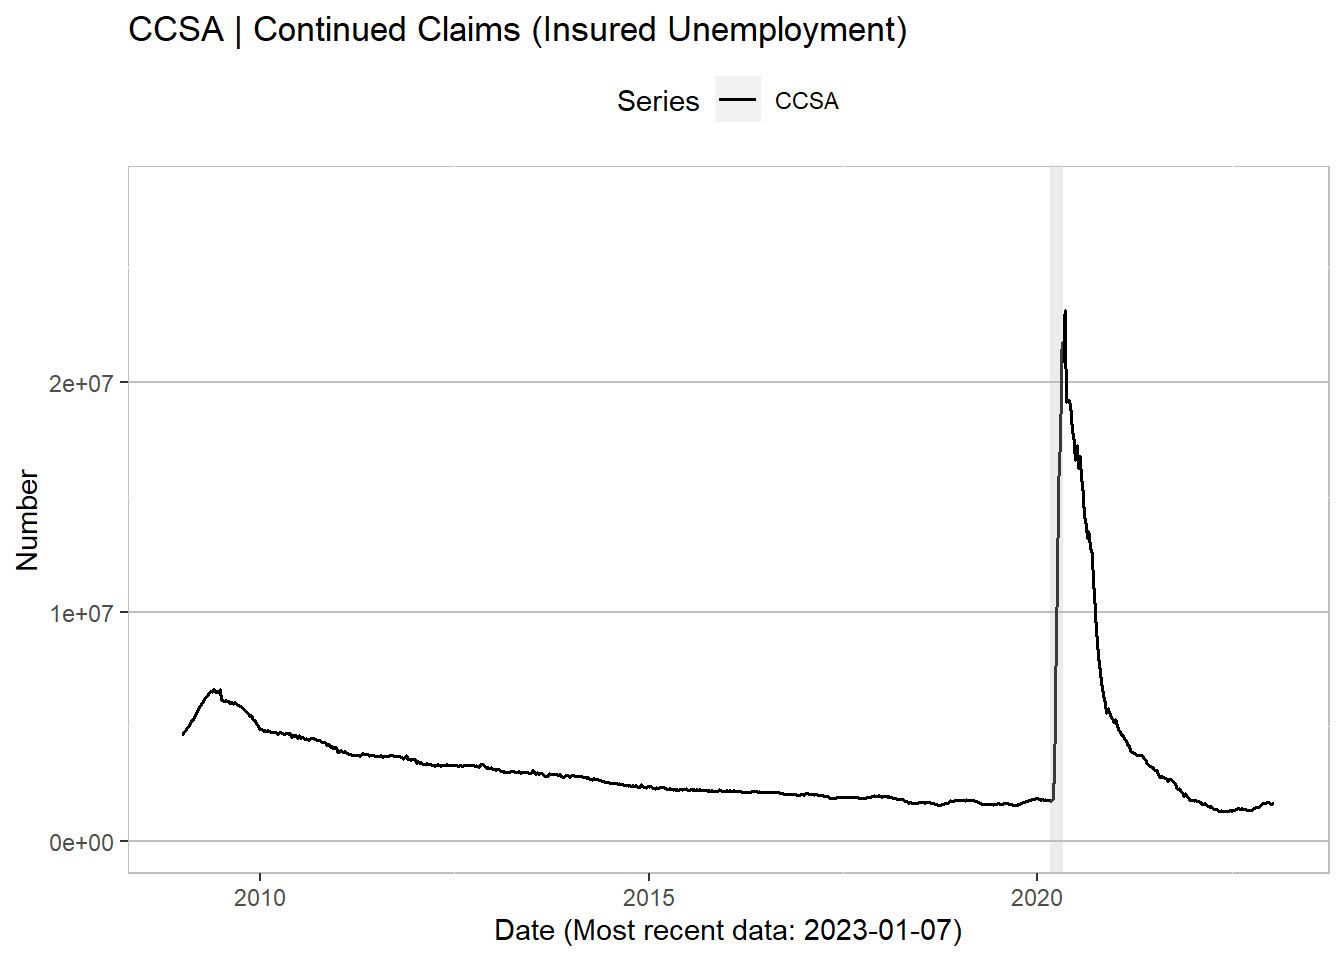 CCSA | Continued Claims (Insured Unemployment)
Series CCSA
2e+07
1e+07
0e+00
Number
2010 2015 2020
Date (Most recent data: 2023-01-07)